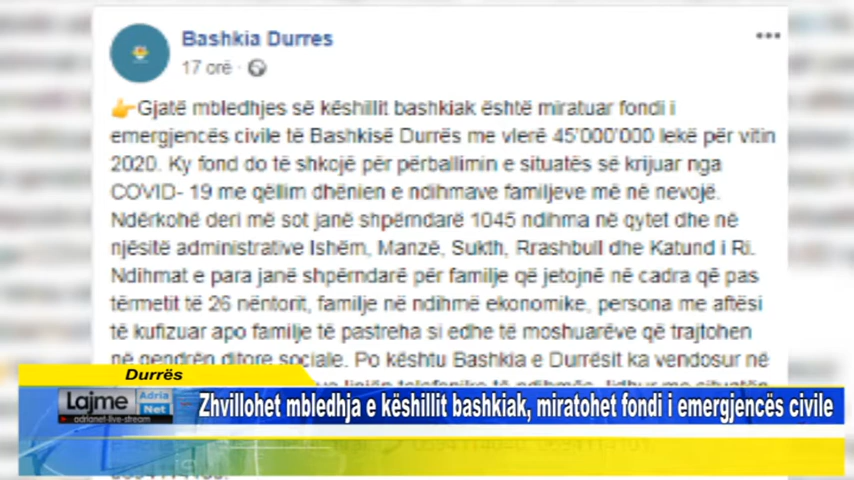 Bashkia Durres
17 orë ·
👉Gjatë mbledhjes së këshillit bashkiak është miratuar fondi i
emergjencës civile të Bashkisë Durrës me vlerë 45'000'000 lekë për vitin
2020. Ky fond do të shkojë për përballimin e situatës së krijuar nga
COVID- 19 me qëllim dhënien e ndihmave familjeve më në nevojë.
Ndërkohë deri më sot janë shpërndarë 1045 ndihma në qytet dhe në
njësitë administrative Ishëm, Manzë, Sukth, Rrashbull dhe Katund i Ri.
Ndihmat e para janë shpërndarë për familje që jetojnë në cadra që pas
tërmetit të 26 nëntorit, familje në ndihmë ekonomike, persona me aftësi
të kufizuar apo familje të pastreha si edhe të moshuarëve që trajtohen
në qendrën ditore sociale. Po kështu Bashkia e Durrësit ka vendosur në
Durrës
Lajme
Adria
Net
adrianet-live-stream
Zhvillohet mbledhja e këshillit bashkiak, miratohet fondi i emergjencës civile